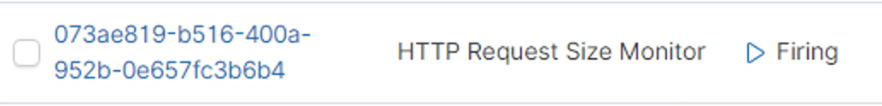 073ae819-b516-400a-
952b-0e657fc3b6b4
HTTP Request Size Monitor
Firing